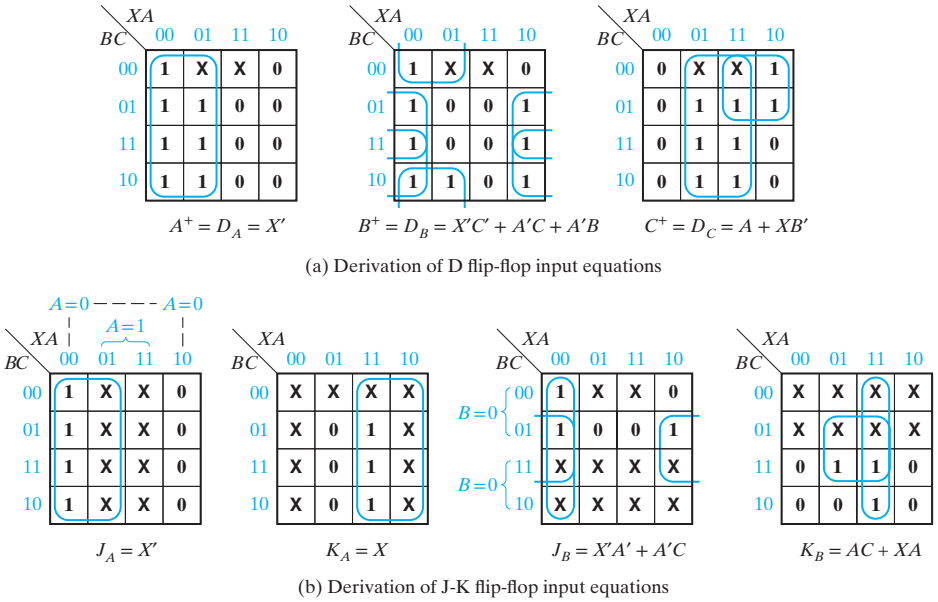 XA XA XA
BC 00 01 11 10 BC 00 01 11 10 BC 00 01 11 10
00 1 X X 0 00 1 X X 0 00 0 X X 1
01 1 1 0 0 01 1 0 0 1 01 0 1 1 1
11 1 1 0 0 11 1 0 0 1 11 0 1 1 0
10 1 1 0 0 10 1 1 0 1 10 0 1 1 0
A⁺ = D_A = X′ B⁺ = D_B = X′C′ + A′C + A′B C⁺ = D_C = A + XB′
(a) Derivation of D flip-flop input equations
A=0 A=0
A=1
XA XA XA XA
BC 00 01 11 10 BC 00 01 11 10 BC 00 01 11 10 BC 00 01 11 10
00 1 X X 0 00 X X X X B=0 00 1 X X 0 00 X X X X
01 1 X X 0 01 X 0 1 X 01 1 0 0 1 01 X X X X
11 1 X X 0 11 X 0 1 X B=0 11 X X X X 11 0 1 1 0
10 1 X X 0 10 X 0 1 X 10 X X X X 10 0 0 1 0
J_A = X′ K_A = X J_B = X′A′ + A′C K_B = AC + XA
(b) Derivation of J-K flip-flop input equations